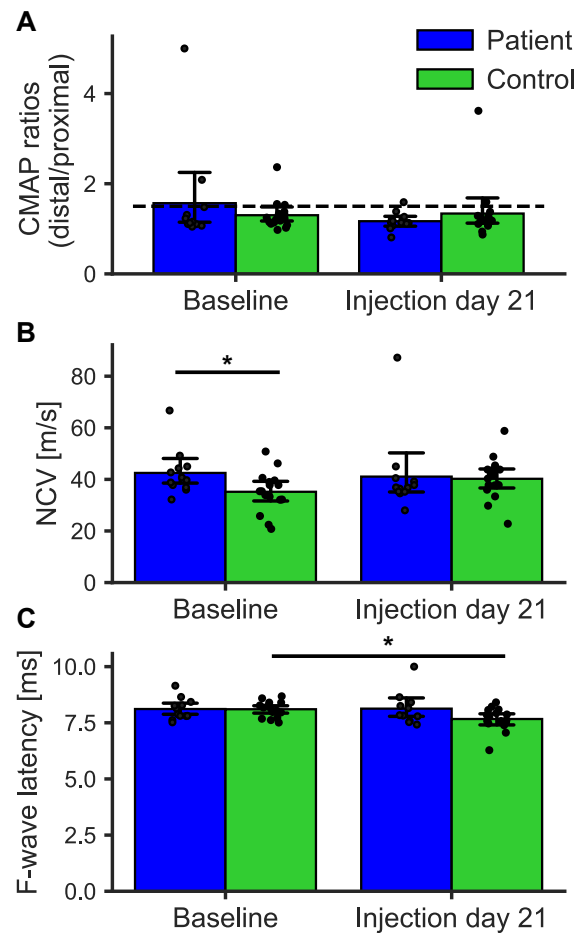 A
Patient
Control
CMAP ratios
(distal/proximal)
4
2
0
Baseline
Injection day 21
B
*
NCV [m/s]
80
60
40
20
0
Baseline
Injection day 21
C
*
F-wave latency [ms]
10.0
7.5
5.0
2.5
0.0
Baseline
Injection day 21